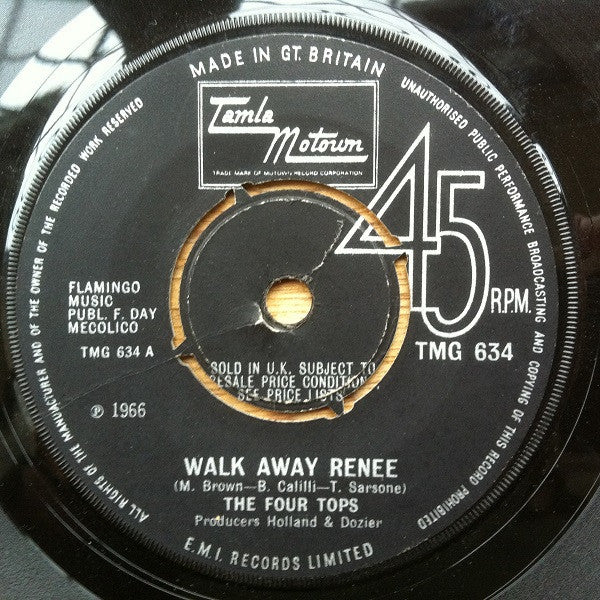 MADE IN GT. BRITAIN
UNAUTHORISED PUBLIC PERFORMANCE BROADCASTING AND COPYING OF THIS RECORD PROHIBITED
ALL RIGHTS OF THE MANUFACTURER AND OF THE OWNER OF THE RECORDED WORK RESERVED
Tamla
Motown
TRADE MARK OF MOTOWN RECORD CORPORATION
45
R.P.M.
FLAMINGO
MUSIC
PUBL. F. DAY
MECOLICO
TMG 634 A
TMG 634
SOLD IN U.K. SUBJECT TO
RESALE PRICE CONDITIONS
SEE PRICE LISTS
℗ 1966
WALK AWAY RENEE
(M. Brown—B. Calilli—T. Sarsone)
THE FOUR TOPS
Producers Holland & Dozier
E.M.I. RECORDS LIMITED